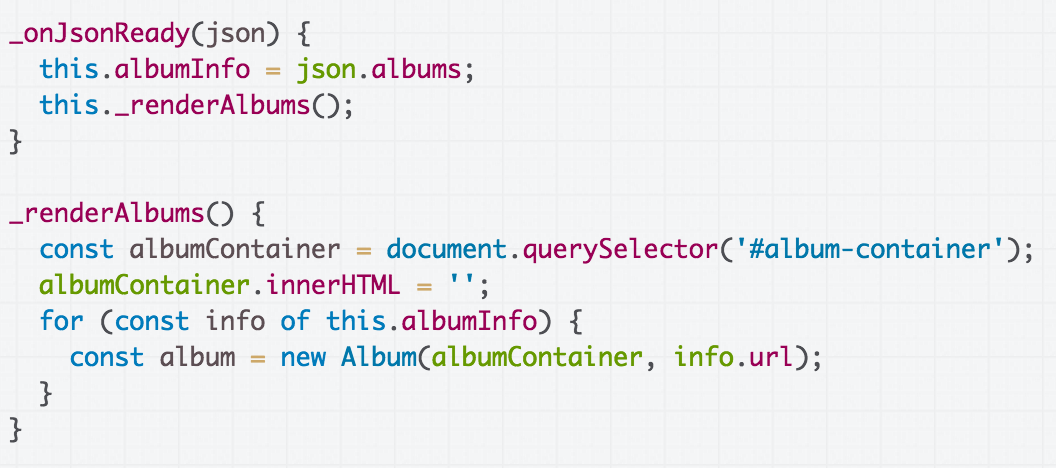 _onJsonReady(json) {
  this.albumInfo = json.albums;
  this._renderAlbums();
}

_renderAlbums() {
  const albumContainer = document.querySelector('#album-container');
  albumContainer.innerHTML = '';
  for (const info of this.albumInfo) {
    const album = new Album(albumContainer, info.url);
  }
}